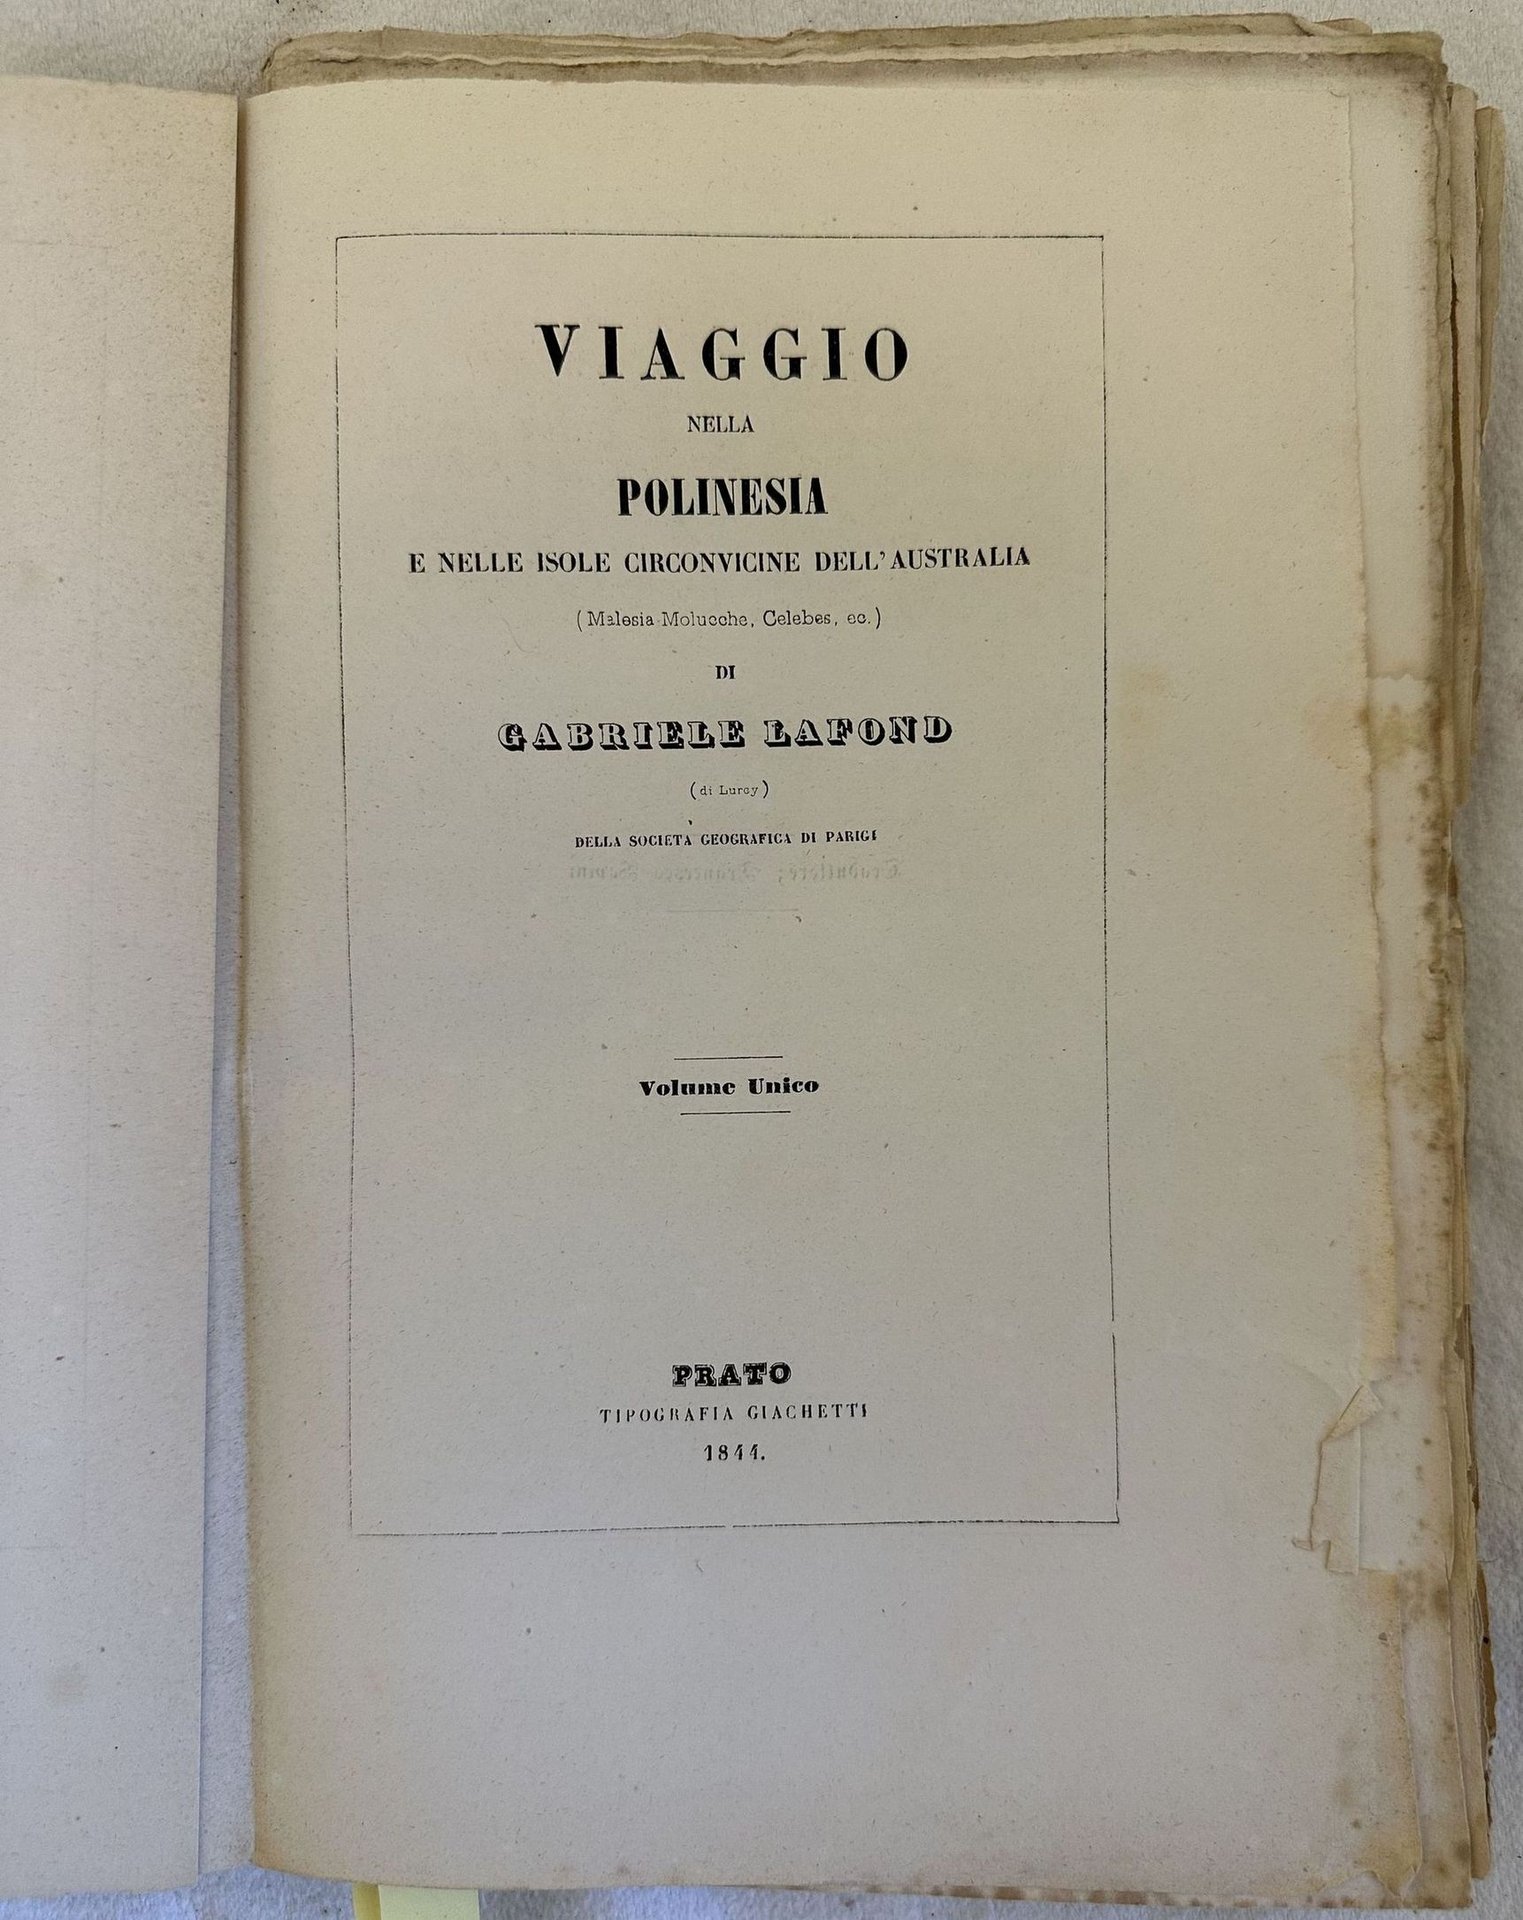 VIAGGIO
NELLA
POLINESIA
E NELLE ISOLE CIRCONVICINE DELL'AUSTRALIA
(Malesia Molucche, Celebes, ec.)
DI
GABRIELE LAFOND
(di Lurcy)
DELLA SOCIETÀ GEOGRAFICA DI PARIGI
Volume Unico
PRATO
TIPOGRAFIA GIACHETTI
1844.